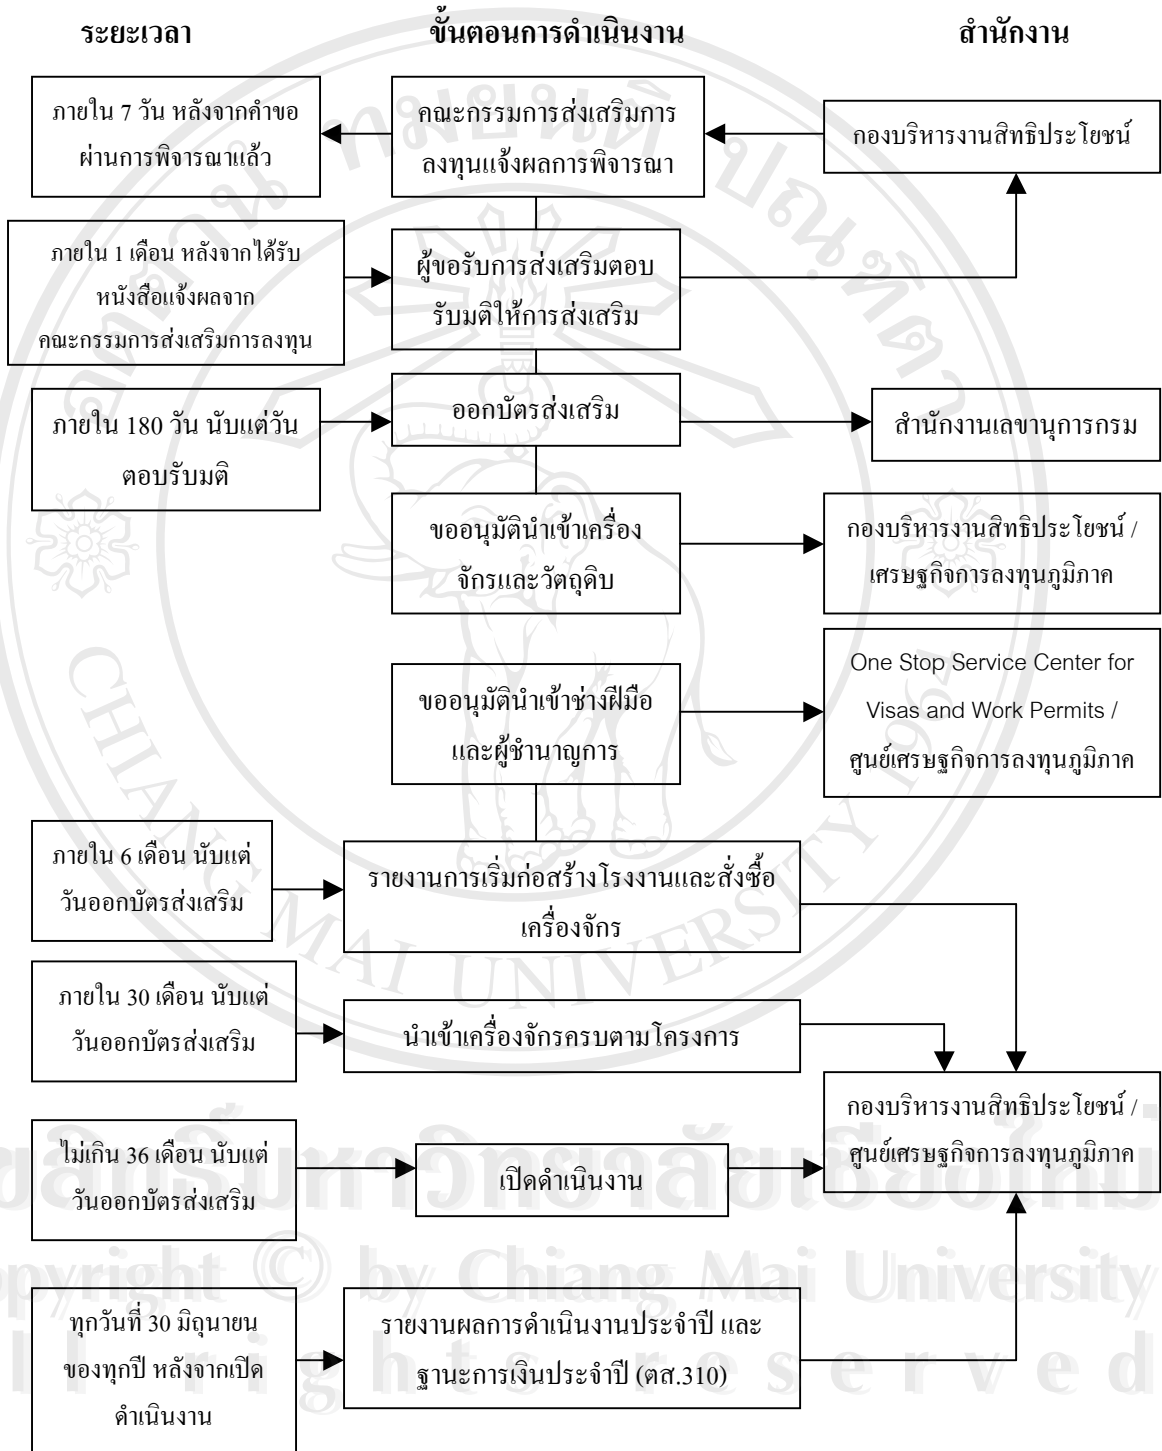 ระยะเวลา ขั้นตอนการดำเนินงาน สำนักงาน
ภายใน 7 วัน หลังจากคำขอ
ผ่านการพิจารณาแล้ว
คณะกรรมการส่งเสริมการ
ลงทุนแจ้งผลการพิจารณา
กองบริหารงานสิทธิประโยชน์
ภายใน 1 เดือน หลังจากได้รับ
หนังสือแจ้งผลจาก
คณะกรรมการส่งเสริมการลงทุน
ผู้ขอรับการส่งเสริมตอบ
รับมติให้การส่งเสริม
ภายใน 180 วัน นับแต่วัน
ตอบรับมติ
ออกบัตรส่งเสริม
สำนักงานเลขานุการกรม
ขออนุมัตินำเข้าเครื่อง
จักรและวัตถุดิบ
กองบริหารงานสิทธิประโยชน์ /
เศรษฐกิจการลงทุนภูมิภาค
ขออนุมัตินำเข้าช่างฝีมือ
และผู้ชำนาญการ
One Stop Service Center for
Visas and Work Permits /
ศูนย์เศรษฐกิจการลงทุนภูมิภาค
ภายใน 6 เดือน นับแต่
วันออกบัตรส่งเสริม
รายงานการเริ่มก่อสร้างโรงงานและสั่งซื้อ
เครื่องจักร
ภายใน 30 เดือน นับแต่
วันออกบัตรส่งเสริม
นำเข้าเครื่องจักรครบตามโครงการ
กองบริหารงานสิทธิประโยชน์ /
ศูนย์เศรษฐกิจการลงทุนภูมิภาค
ไม่เกิน 36 เดือน นับแต่
วันออกบัตรส่งเสริม
เปิดดำเนินงาน
ทุกวันที่ 30 มิถุนายน
ของทุกปี หลังจากเปิด
ดำเนินงาน
รายงานผลการดำเนินงานประจำปี และ
ฐานะการเงินประจำปี (ตส.310)
CHIANG MAI UNIVERSITY 1964
by Chiang Mai University
rights reserved